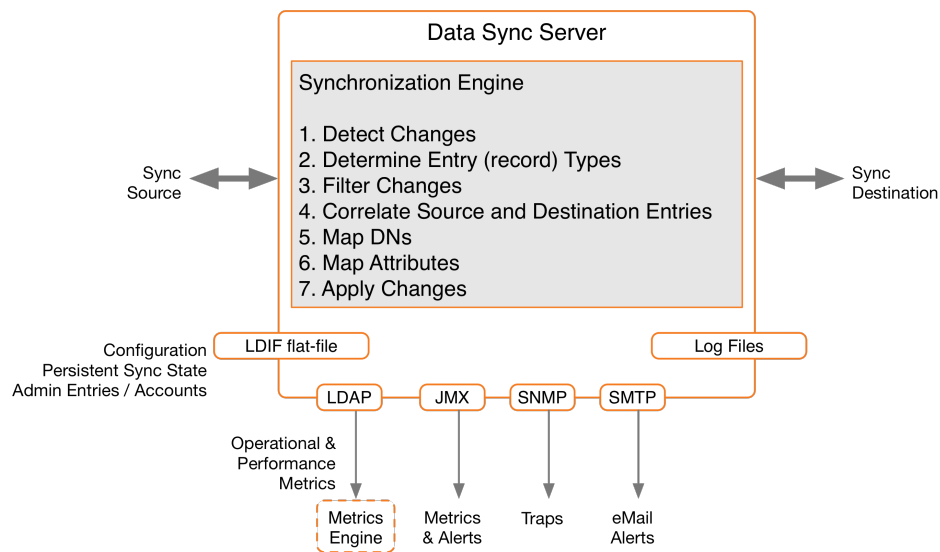 Data Sync Server
Synchronization Engine
1. Detect Changes
2. Determine Entry (record) Types
3. Filter Changes
4. Correlate Source and Destination Entries
5. Map DNs
6. Map Attributes
7. Apply Changes
Sync
Source
Sync
Destination
LDIF flat-file
Log Files
Configuration
Persistent Sync State
Admin Entries / Accounts
LDAP
JMX
SNMP
SMTP
Operational &
Performance
Metrics
Metrics
Engine
Metrics
& Alerts
Traps
eMail
Alerts